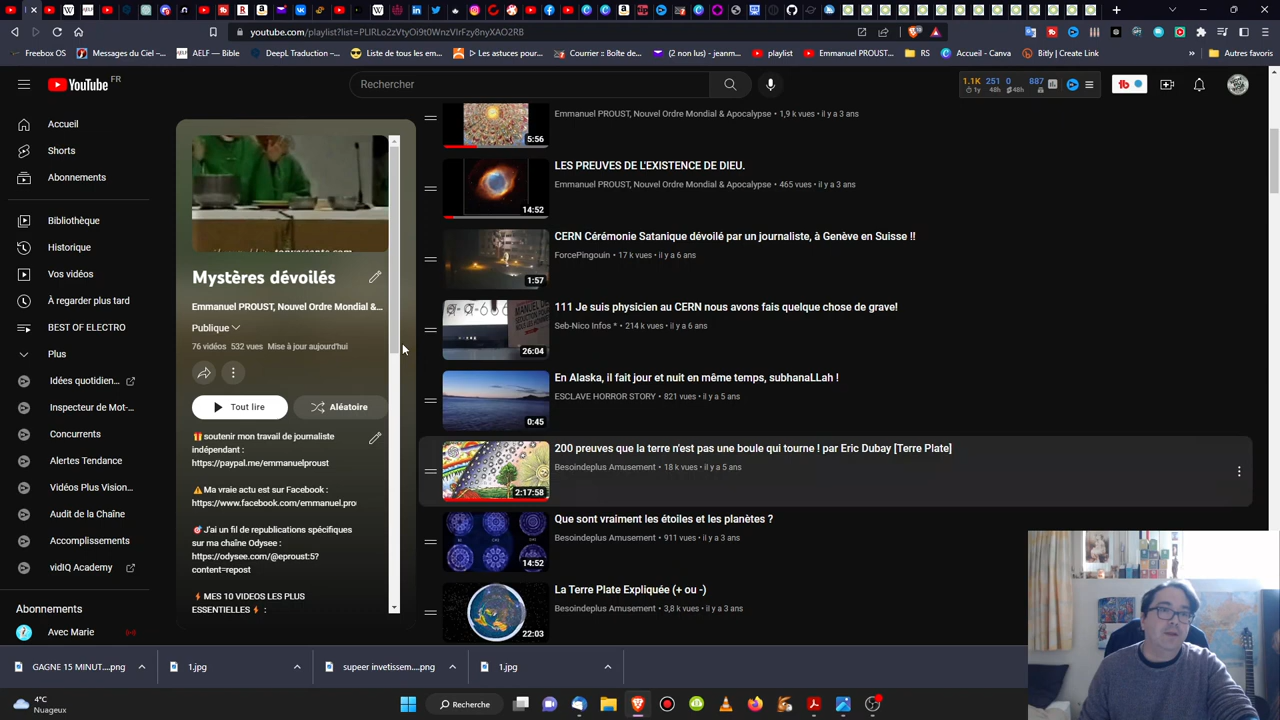 youtube.com/playlist?list=PLIRLo2zVtyOi9t0WnzVIrFzy8nyXAO2RB
Freebox OS
Messages du Ciel -...
AELF — Bible
DeepL Traduction -...
Liste de tous les em...
Les astuces pour...
Courrier :: Boîte de...
(2 non lus) - jeanm...
playlist
Emmanuel PROUST...
RS
Accueil - Canva
Bitly | Create Link
»
Autres favoris
YouTube FR
Rechercher
1.1K 251 0 887
1y 48h 48h
Accueil
Shorts
Abonnements
Bibliothèque
Historique
Vos vidéos
À regarder plus tard
BEST OF ELECTRO
Plus
Idées quotidien...
Inspecteur de Mot-...
Concurrents
Alertes Tendance
Vidéos Plus Vision...
Audit de la Chaîne
Accomplissements
vidIQ Academy
Abonnements
Avec Marie
Mystères dévoilés
Emmanuel PROUST, Nouvel Ordre Mondial &...
Publique
76 vidéos 532 vues Mise à jour aujourd'hui
Tout lire
Aléatoire
soutenir mon travail de journaliste
indépendant :
https://paypal.me/emmanuelproust
Ma vraie actu est sur Facebook :
https://www.facebook.com/emmanuel.pro
J'ai un fil de republications spécifiques
sur ma chaîne Odysee :
https://odysee.com/@eproust:5?
content=repost
MES 10 VIDEOS LES PLUS
ESSENTIELLES :
5:56
Emmanuel PROUST, Nouvel Ordre Mondial & Apocalypse • 1,9 k vues • il y a 3 ans
14:52
LES PREUVES DE L'EXISTENCE DE DIEU.
Emmanuel PROUST, Nouvel Ordre Mondial & Apocalypse • 465 vues • il y a 3 ans
1:57
CERN Cérémonie Satanique dévoilé par un journaliste, à Genève en Suisse !!
ForcePingouin • 17 k vues • il y a 6 ans
26:04
111 Je suis physicien au CERN nous avons fais quelque chose de grave!
Seb-Nico Infos * • 214 k vues • il y a 6 ans
0:45
En Alaska, il fait jour et nuit en même temps, subhanaLLah !
ESCLAVE HORROR STORY • 821 vues • il y a 5 ans
2:17:58
200 preuves que la terre n'est pas une boule qui tourne ! par Eric Dubay [Terre Plate]
Besoindeplus Amusement • 18 k vues • il y a 5 ans
14:52
Que sont vraiment les étoiles et les planètes ?
Besoindeplus Amusement • 911 vues • il y a 3 ans
22:03
La Terre Plate Expliquée (+ ou -)
Besoindeplus Amusement • 3,8 k vues • il y a 3 ans
GAGNE 15 MINUT....png
1.jpg
supeer invetissem....png
1.jpg
4°C
Nuageux
Recherche